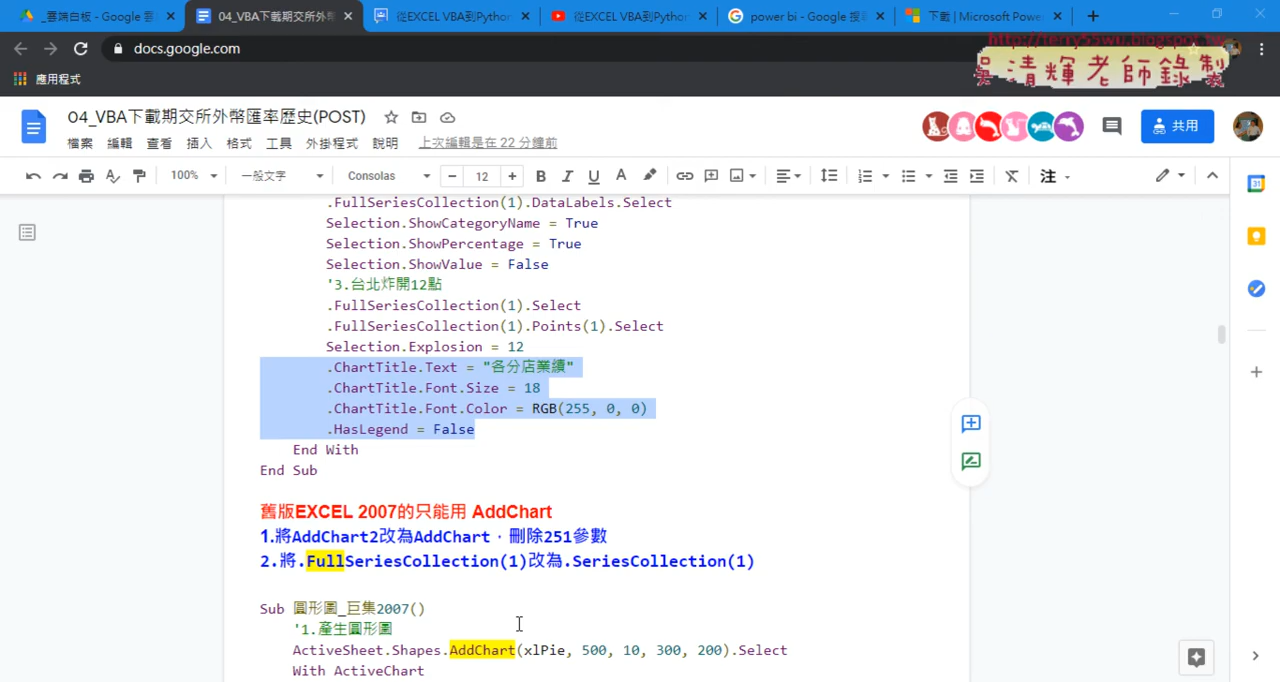 _雲端白板 - Google 雲
04_VBA下載期交所外幣
從EXCEL VBA到Python
從EXCEL VBA到Python
power bi - Google 搜尋
下載 | Microsoft Power
docs.google.com
http://terry55wu.blogspot.tw
吳清輝老師錄製
應用程式
04_VBA下載期交所外幣匯率歷史(POST)
檔案 編輯 查看 插入 格式 工具 外掛程式 說明 上次編輯是在 22 分鐘前
共用
100% 一般文字 Consolas 12 B I U A 注
31
.FullSeriesCollection(1).DataLabels.Select
Selection.ShowCategoryName = True
Selection.ShowPercentage = True
Selection.ShowValue = False
'3.台北炸開12點
.FullSeriesCollection(1).Select
.FullSeriesCollection(1).Points(1).Select
Selection.Explosion = 12
.ChartTitle.Text = "各分店業績"
.ChartTitle.Font.Size = 18
.ChartTitle.Font.Color = RGB(255, 0, 0)
.HasLegend = False
End With
End Sub
舊版EXCEL 2007的只能用 AddChart
1.將AddChart2改為AddChart，刪除251參數
2.將.FullSeriesCollection(1)改為.SeriesCollection(1)
Sub 圓形圖_巨集2007()
'1.產生圓形圖
ActiveSheet.Shapes.AddChart(xlPie, 500, 10, 300, 200).Select
With ActiveChart